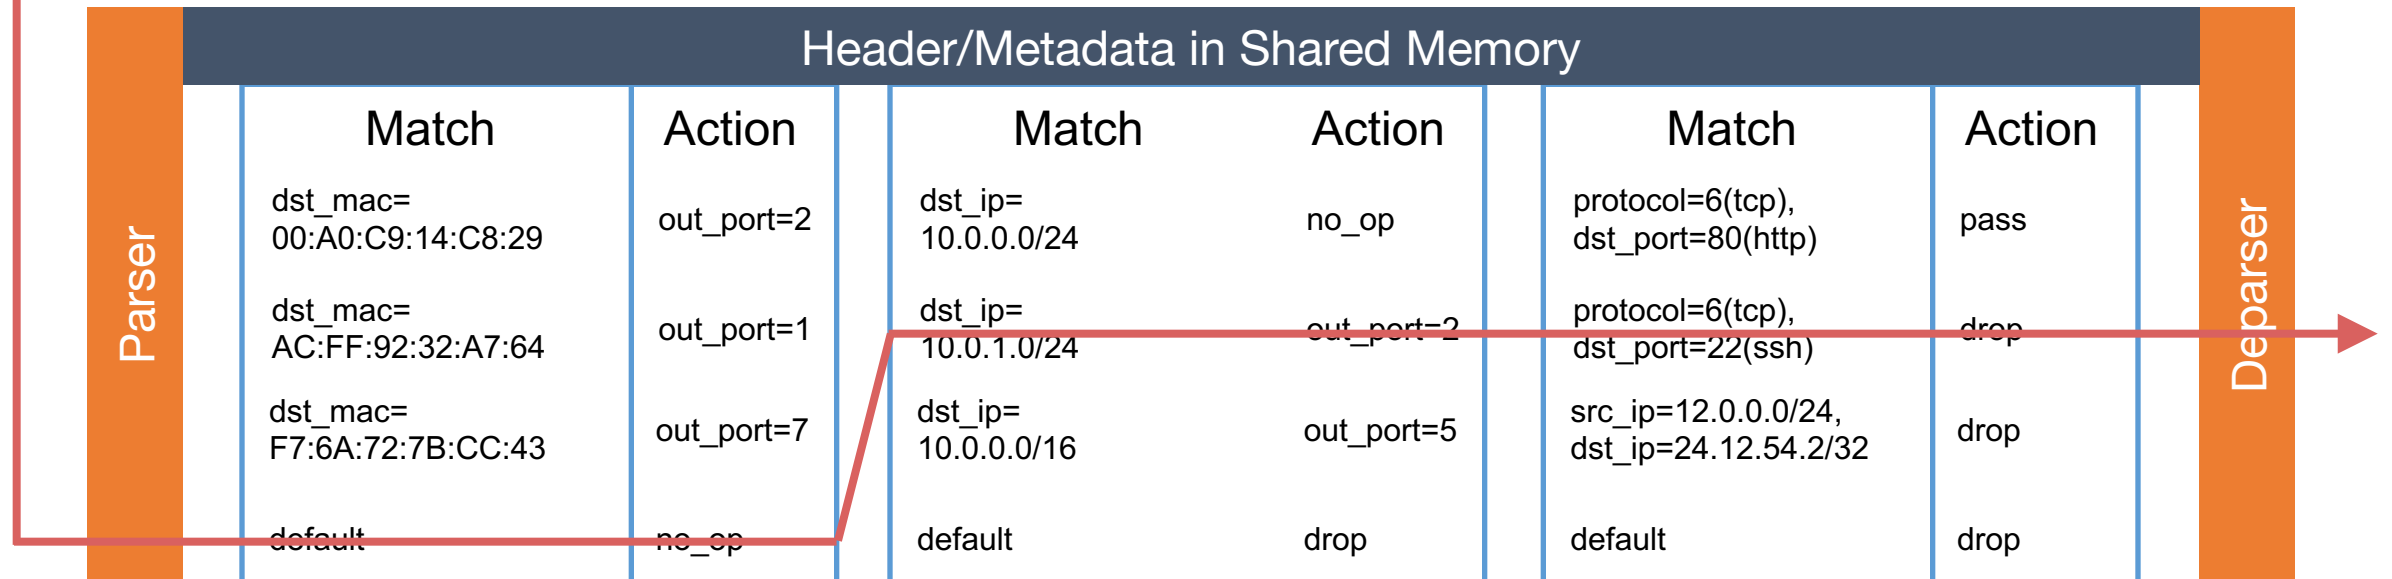 Header/Metadata in Shared Memory
Parser
Match Action
dst_mac=
00:A0:C9:14:C8:29
out_port=2
dst_mac=
AC:FF:92:32:A7:64
out_port=1
dst_mac=
F7:6A:72:7B:CC:43
out_port=7
default
no_op
Match Action
dst_ip=
10.0.0.0/24
no_op
dst_ip=
10.0.1.0/24
out_port=2
dst_ip=
10.0.0.0/16
out_port=5
default
drop
Match Action
protocol=6(tcp),
dst_port=80(http)
pass
protocol=6(tcp),
dst_port=22(ssh)
drop
src_ip=12.0.0.0/24,
dst_ip=24.12.54.2/32
drop
default
drop
Deparser